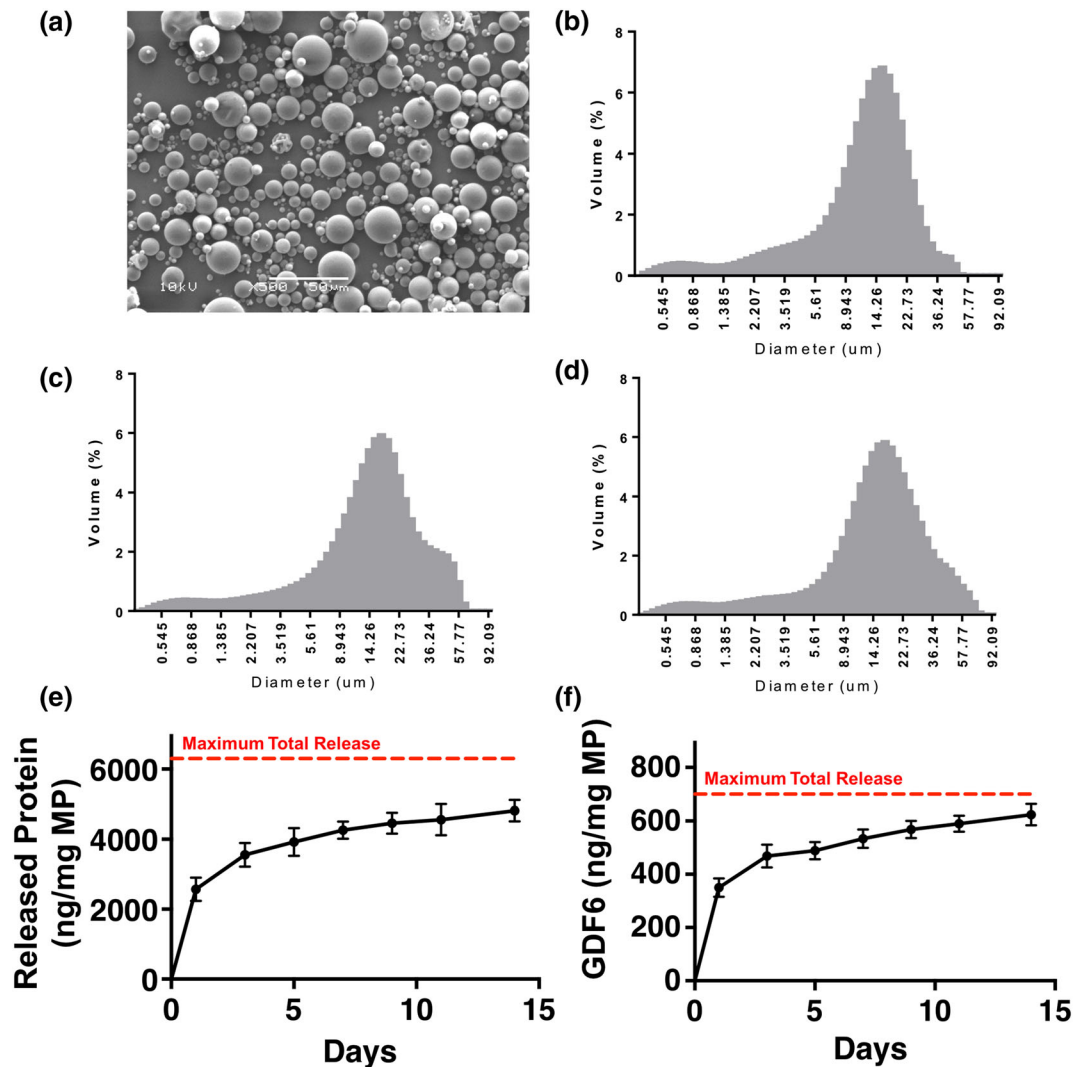 (a)
10kV X500 50μm
(b)
8
6
4
2
0
Volume (%)
0.545 0.868 1.385 2.207 3.519 5.61 8.943 14.26 22.73 36.24 57.77 92.09
Diameter (um)
(c)
8
6
4
2
0
Volume (%)
0.545 0.868 1.385 2.207 3.519 5.61 8.943 14.26 22.73 36.24 57.77 92.09
Diameter (um)
(d)
8
6
4
2
0
Volume (%)
0.545 0.868 1.385 2.207 3.519 5.61 8.943 14.26 22.73 36.24 57.77 92.09
Diameter (um)
(e)
Maximum Total Release
Released Protein
(ng/mg MP)
6000
4000
2000
0
0 5 10 15
Days
(f)
Maximum Total Release
GDF6 (ng/mg MP)
800
600
400
200
0
0 5 10 15
Days